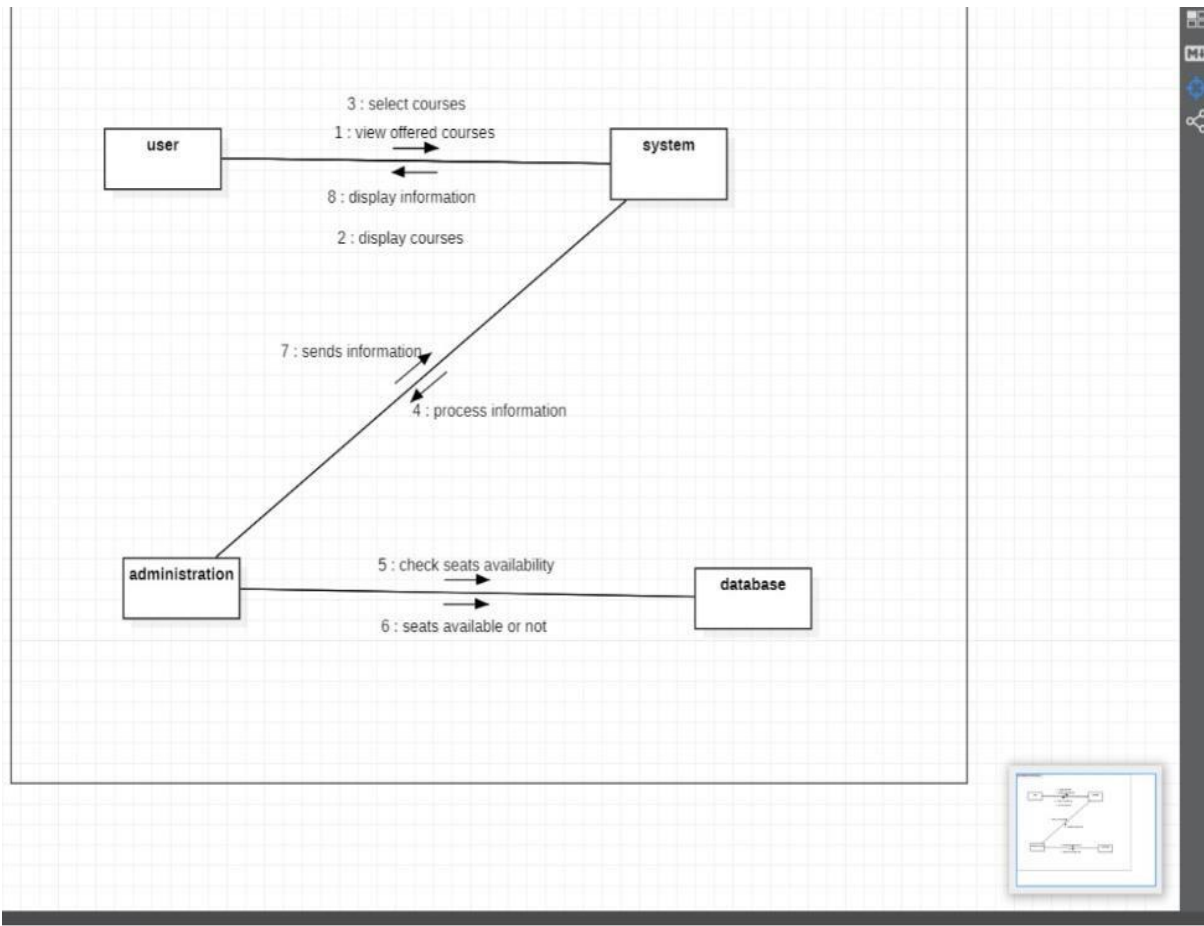 3 : select courses
1 : view offered courses
user
system
8 : display information
2 : display courses
7 : sends information
4 : process information
administration
5 : check seats availability
database
6 : seats available or not